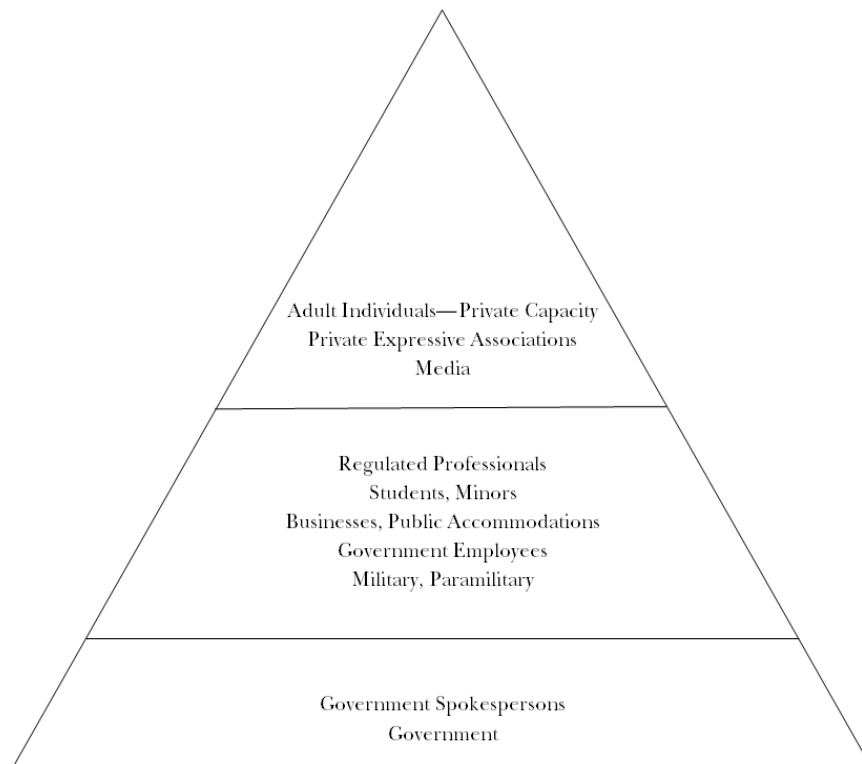 Adult Individuals—Private Capacity
Private Expressive Associations
Media
Regulated Professionals
Students, Minors
Businesses, Public Accommodations
Government Employees
Military, Paramilitary
Government Spokespersons
Government